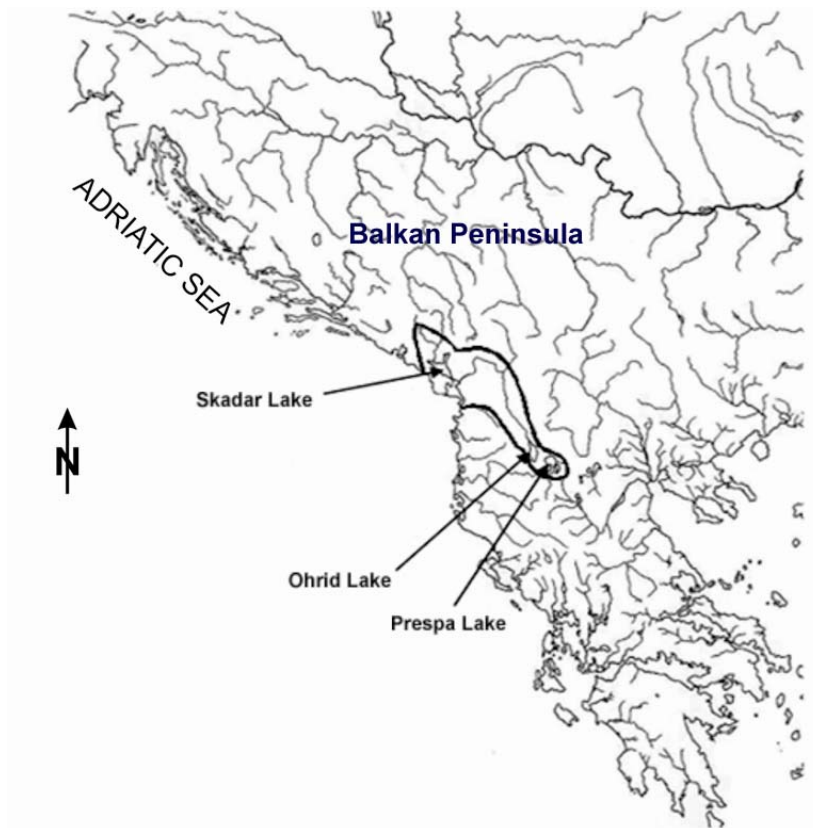 ADRIATIC SEA
Balkan Peninsula
Skadar Lake
N
Ohrid Lake
Prespa Lake